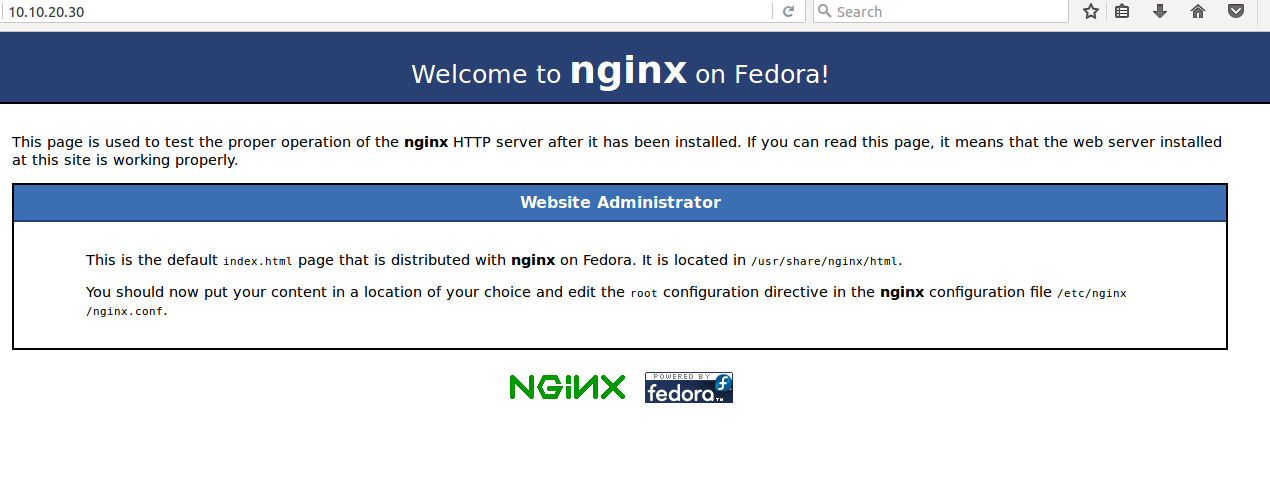 10.10.20.30
Search
Welcome to nginx on Fedora!
This page is used to test the proper operation of the nginx HTTP server after it has been installed. If you can read this page, it means that the web server installed
at this site is working properly.
Website Administrator
This is the default index.html page that is distributed with nginx on Fedora. It is located in /usr/share/nginx/html.
You should now put your content in a location of your choice and edit the root configuration directive in the nginx configuration file /etc/nginx
/nginx.conf.
NGiNX
POWERED BY
fedora™